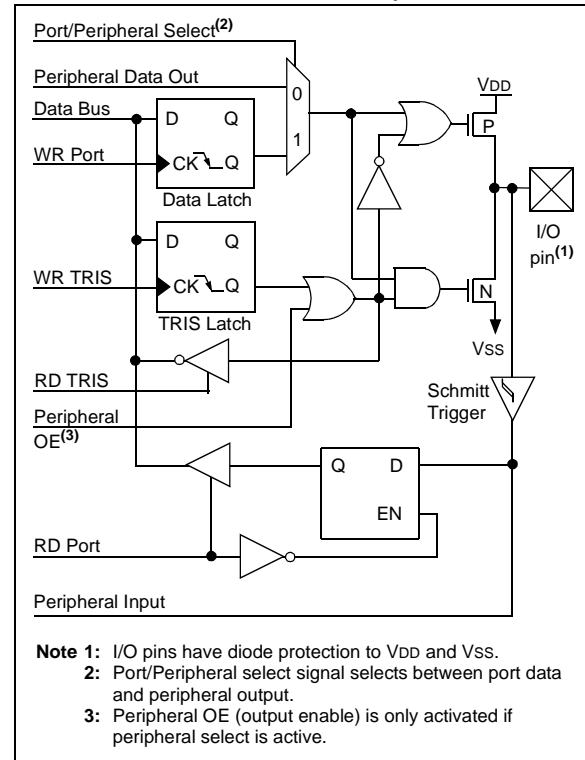 Port/Peripheral Select(2)
Peripheral Data Out
Data Bus
WR Port
D Q
CK Q
Data Latch
0
1
VDD
P
I/O
pin(1)
WR TRIS
D Q
CK Q
TRIS Latch
N
VSS
RD TRIS
Schmitt
Trigger
Peripheral
OE(3)
Q D
EN
RD Port
Peripheral Input
Note 1: I/O pins have diode protection to VDD and VSS.
2: Port/Peripheral select signal selects between port data
and peripheral output.
3: Peripheral OE (output enable) is only activated if
peripheral select is active.